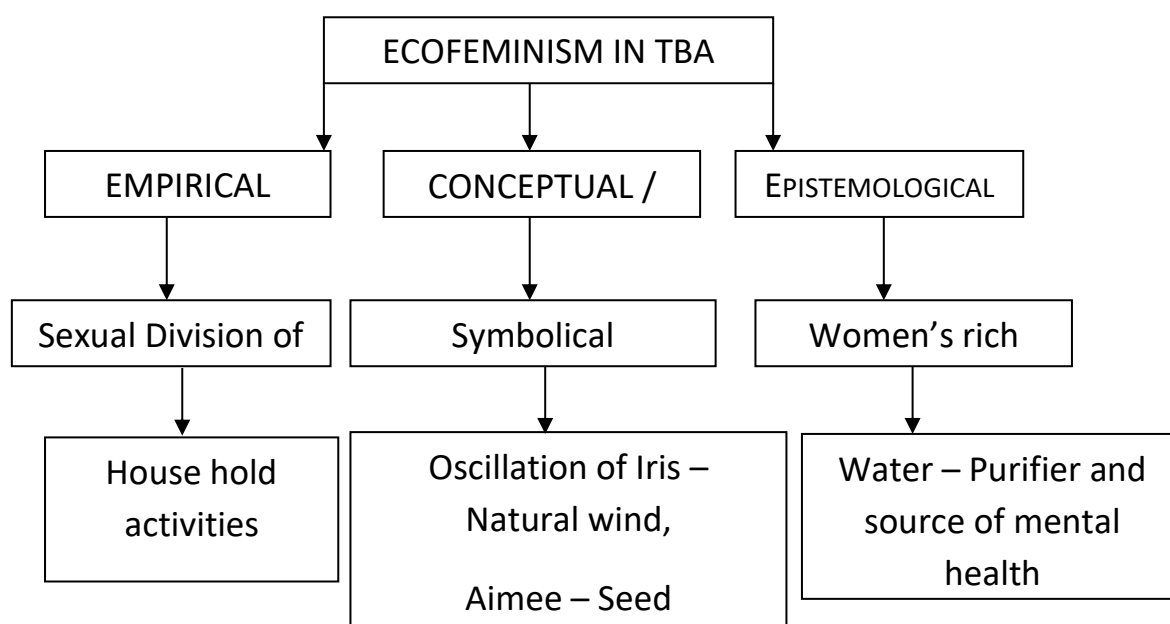 ECOFEMINISM IN TBA
EMPIRICAL
CONCEPTUAL /
EPISTEMOLOGICAL
Sexual Division of
Symbolical
Women’s rich
House hold
activities
Oscillation of Iris –
Natural wind,
Aimee – Seed
Water – Purifier and
source of mental
health